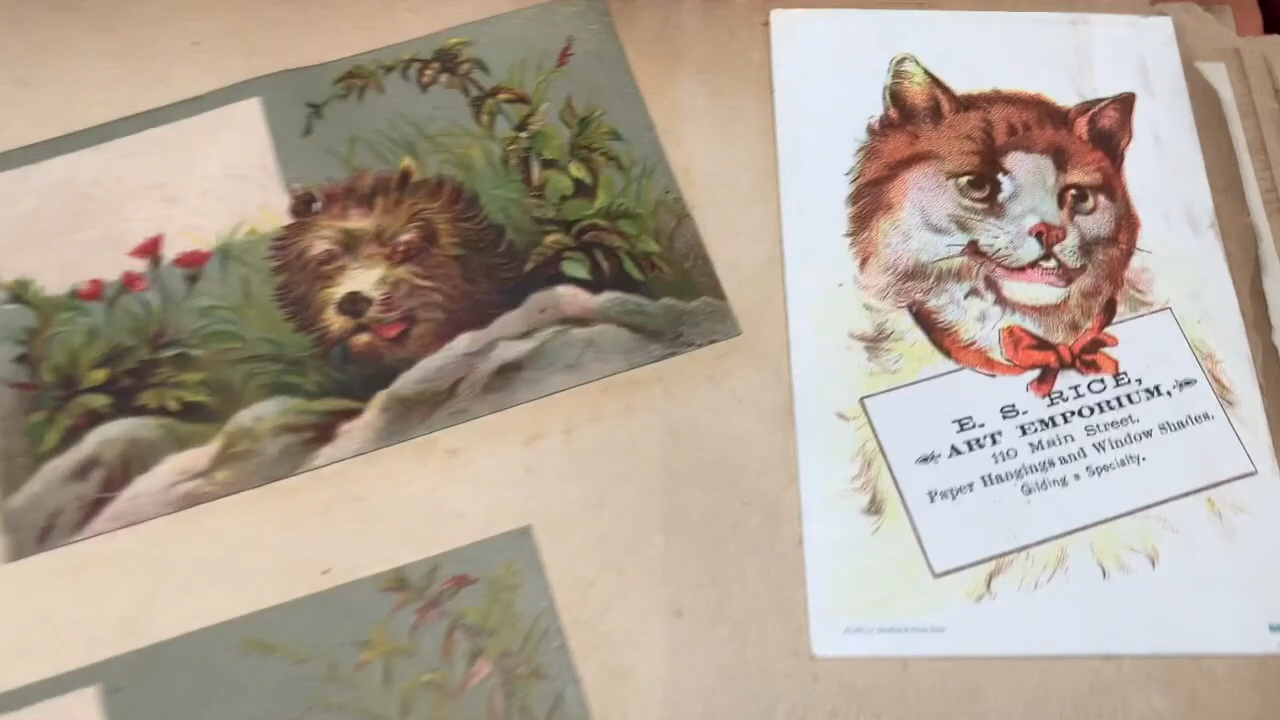 E. S. RICE,
ART EMPORIUM,
110 Main Street.
Paper Hangings and Window Shades.
Gilding a Specialty.